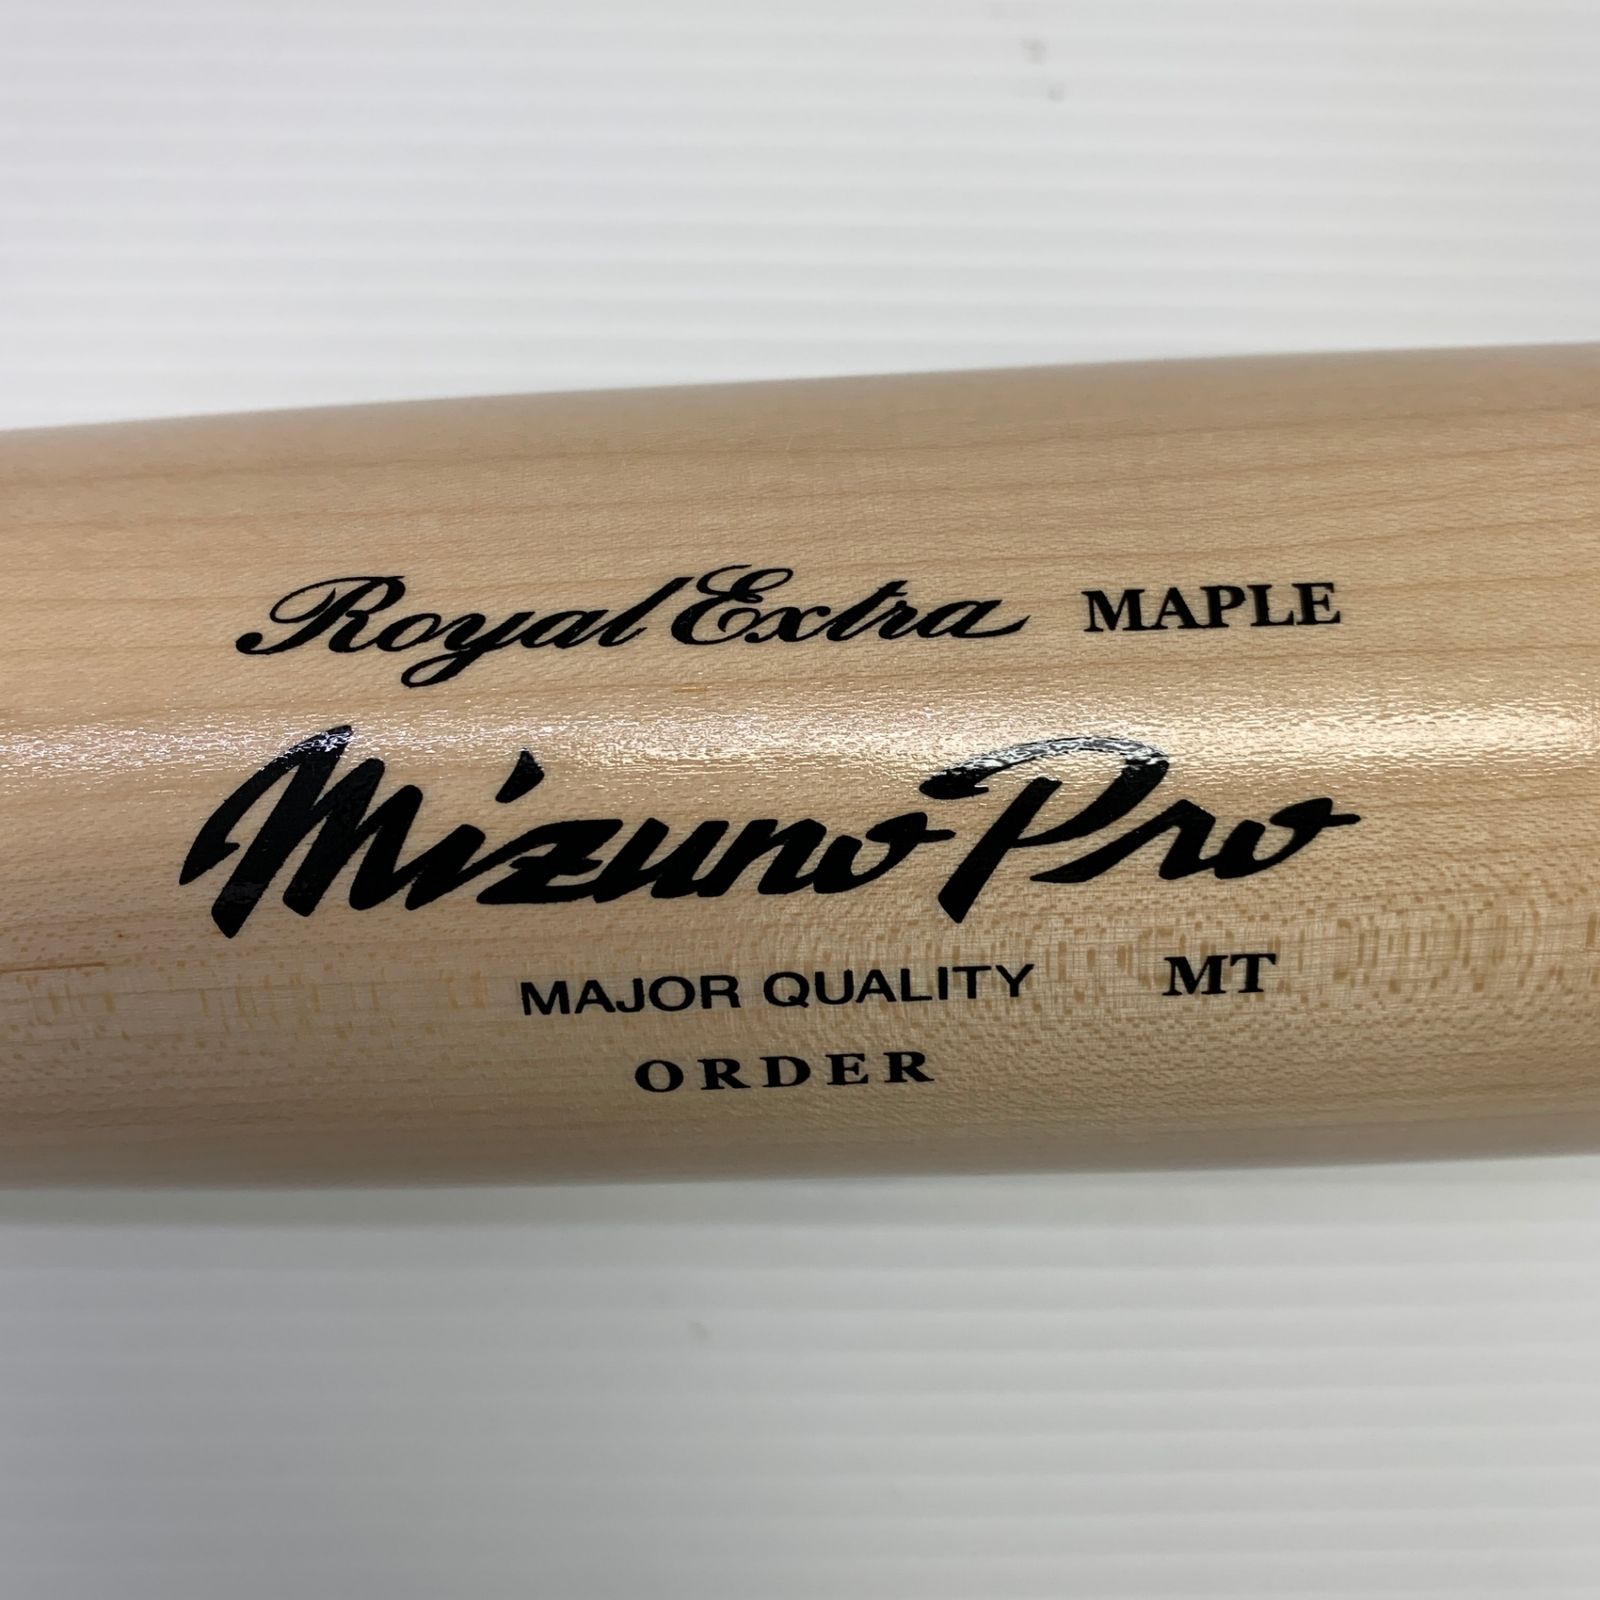 Royal Extra MAPLE
Mizuno Pro
MAJOR QUALITY MT
ORDER